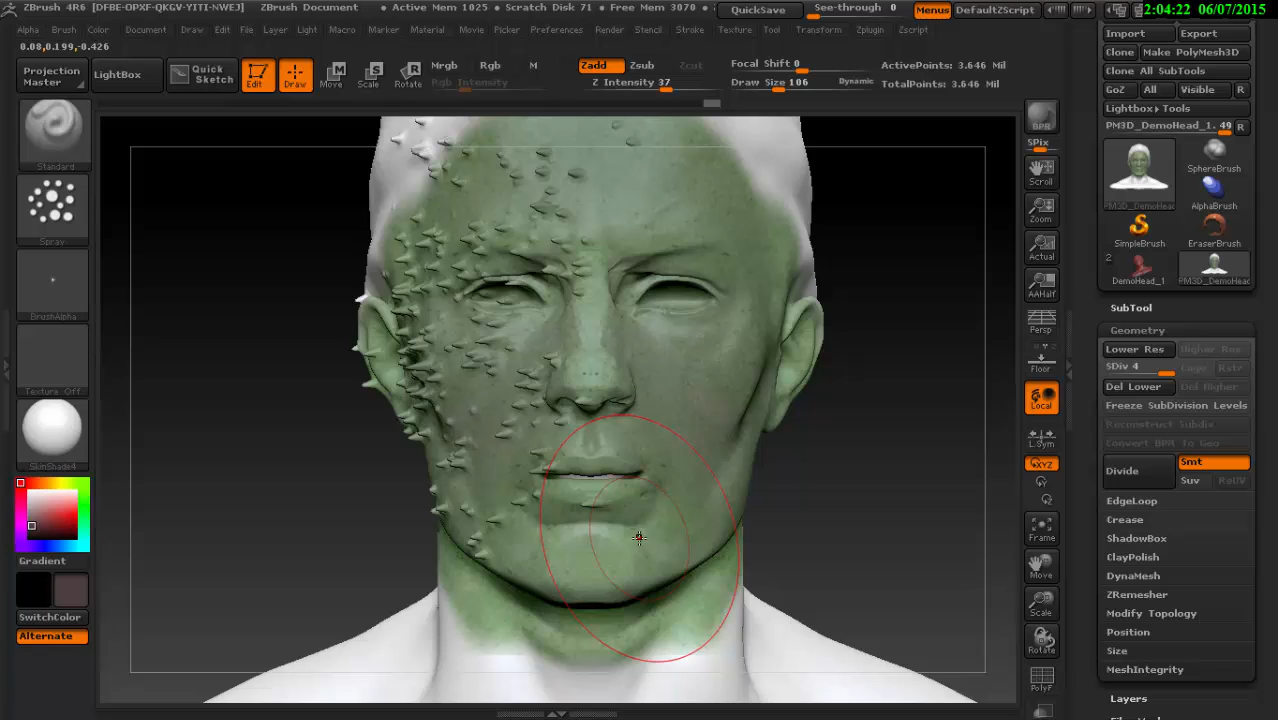 ZBrush 4R6 [DFBE-OPXF-QKGV-YITI-NWEJ]
ZBrush Document
• Active Mem 1025 • Scratch Disk 71 • Free Mem 3070
QuickSave
See-through 0
Menus
DefaultZScript
2:04:22 06/07/2015
Alpha Brush Color Document Draw Edit File Layer Light Macro Marker Material Movie Picture Preferences Render Stencil Stroke Texture Tool Transform Zplugin Zscript
0.08,0.199,-0.426
Projection Master
LightBox
Quick Sketch
Edit
Draw
Move
Scale
Rotate
Mrgb Rgb M
Rgb Intensity
Zadd Zsub Zcut
Z Intensity 37
Focal Shift 0
Draw Size 106
Dynamic
ActivePoints: 3.646 Mil
TotalPoints: 3.646 Mil
Standard
Spray
BrushAlpha
Texture Off
SkinShade4
Gradient
SwitchColor
Alternate
BPR
SPix
Scroll
Zoom
Actual
AAHalf
Persp
Floor
Local
L.Sym
XYZ
Y
Z
Frame
Move
Scale
Rotate
PolyF
Import Export
Clone Make PolyMesh3D
Clone All SubTools
GoZ All Visible R
Lightbox▸Tools
PM3D_DemoHead_1. 49 R
PM3D_DemoHead
SphereBrush
AlphaBrush
SimpleBrush
EraserBrush
2
DemoHead_1
PM3D_DemoHead
SubTool
Geometry
Lower Res Higher Res
SDiv 4 Cage Rstr
Del Lower Del Higher
Freeze SubDivision Levels
Reconstruct Subdiv
Convert BPR To Geo
Divide
Smt
Suv ReUV
EdgeLoop
Crease
ShadowBox
ClayPolish
DynaMesh
ZRemesher
Modify Topology
Position
Size
MeshIntegrity
Layers